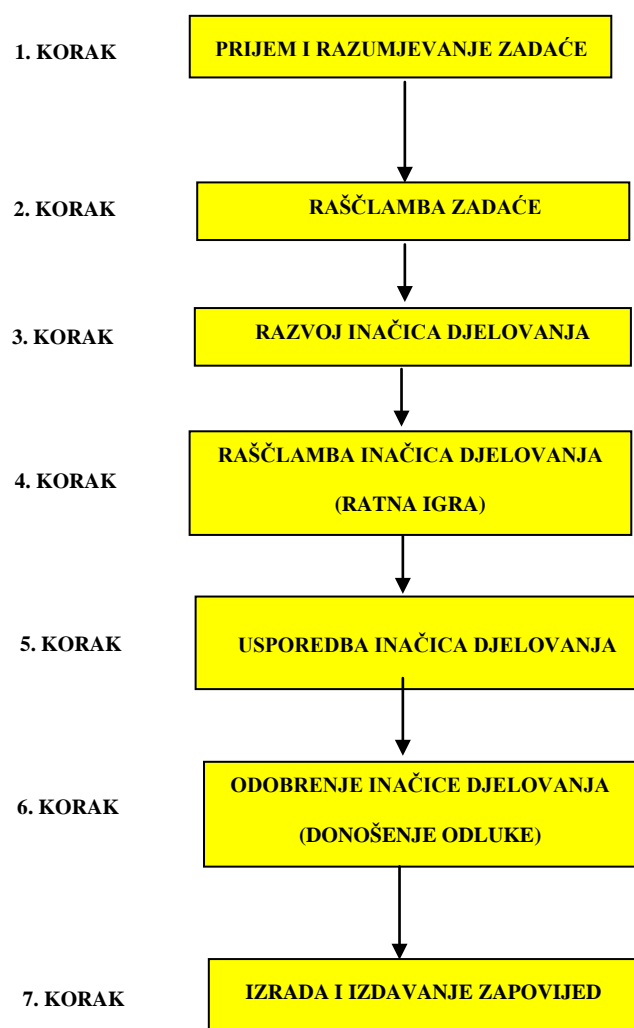 1. KORAK
PRIJEM I RAZUMJEVANJE ZADAĆE
2. KORAK
RAŠČLAMBA ZADAĆE
3. KORAK
RAZVOJ INAČICA DJELOVANJA
4. KORAK
RAŠČLAMBA INAČICA DJELOVANJA
(RATNA IGRA)
5. KORAK
USPOREDBA INAČICA DJELOVANJA
6. KORAK
ODOBRENJE INAČICE DJELOVANJA
(DONOŠENJE ODLUKE)
7. KORAK
IZRADA I IZDAVANJE ZAPOVIJED